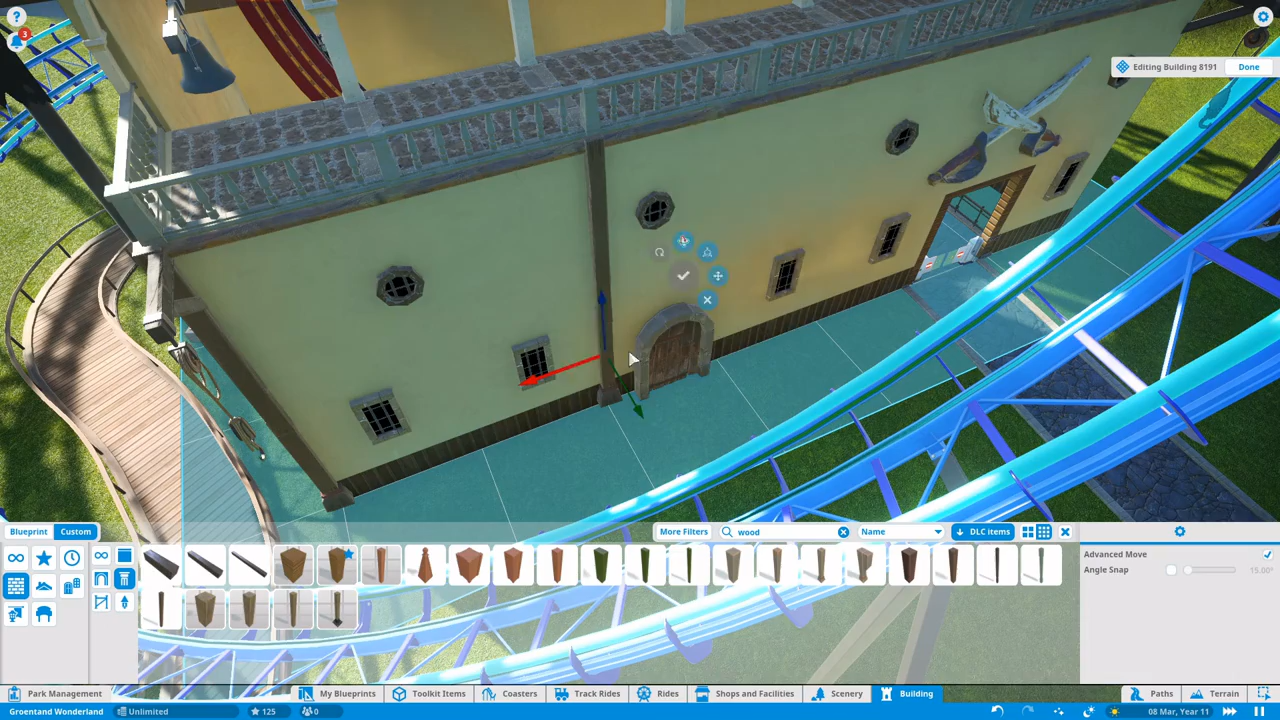 ?
3
Editing Building 8191 Done
Blueprint Custom More Filters wood Name DLC items
Advanced Move
Angle Snap 15.00°
Park Management My Blueprints Toolkit Items Coasters Track Rides Rides Shops and Facilities Scenery Building Paths Terrain
Groentand Wonderland Unlimited 125 0 08 Mar, Year 11